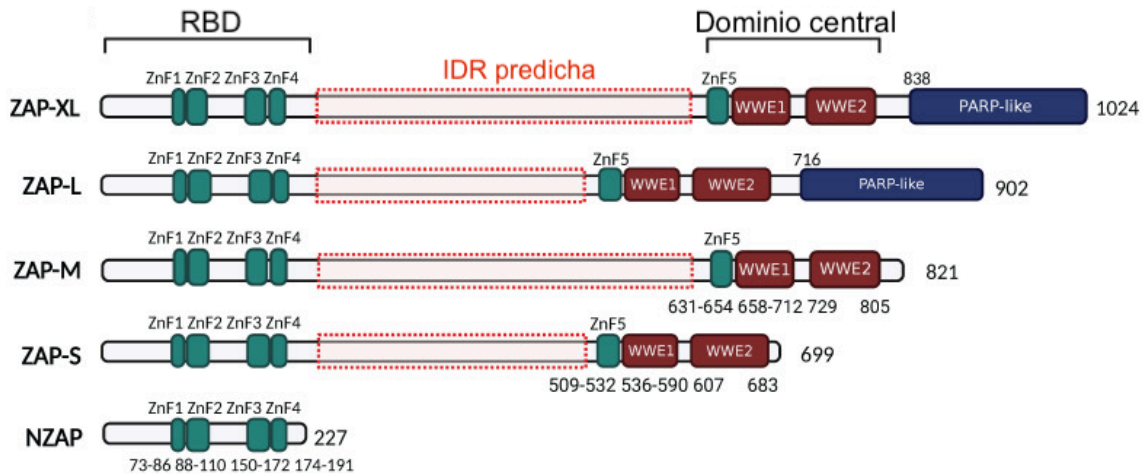 RBD Dominio central
IDR predicha
ZnF1 ZnF2 ZnF3 ZnF4 ZnF5 838
ZAP-XL WWE1 WWE2 PARP-like 1024
ZnF1 ZnF2 ZnF3 ZnF4 ZnF5 716
ZAP-L WWE1 WWE2 PARP-like 902
ZnF1 ZnF2 ZnF3 ZnF4 ZnF5
ZAP-M WWE1 WWE2 821
631-654 658-712 729 805
ZnF1 ZnF2 ZnF3 ZnF4 ZnF5
ZAP-S WWE1 WWE2 699
509-532 536-590 607 683
ZnF1 ZnF2 ZnF3 ZnF4
NZAP 227
73-86 88-110 150-172 174-191